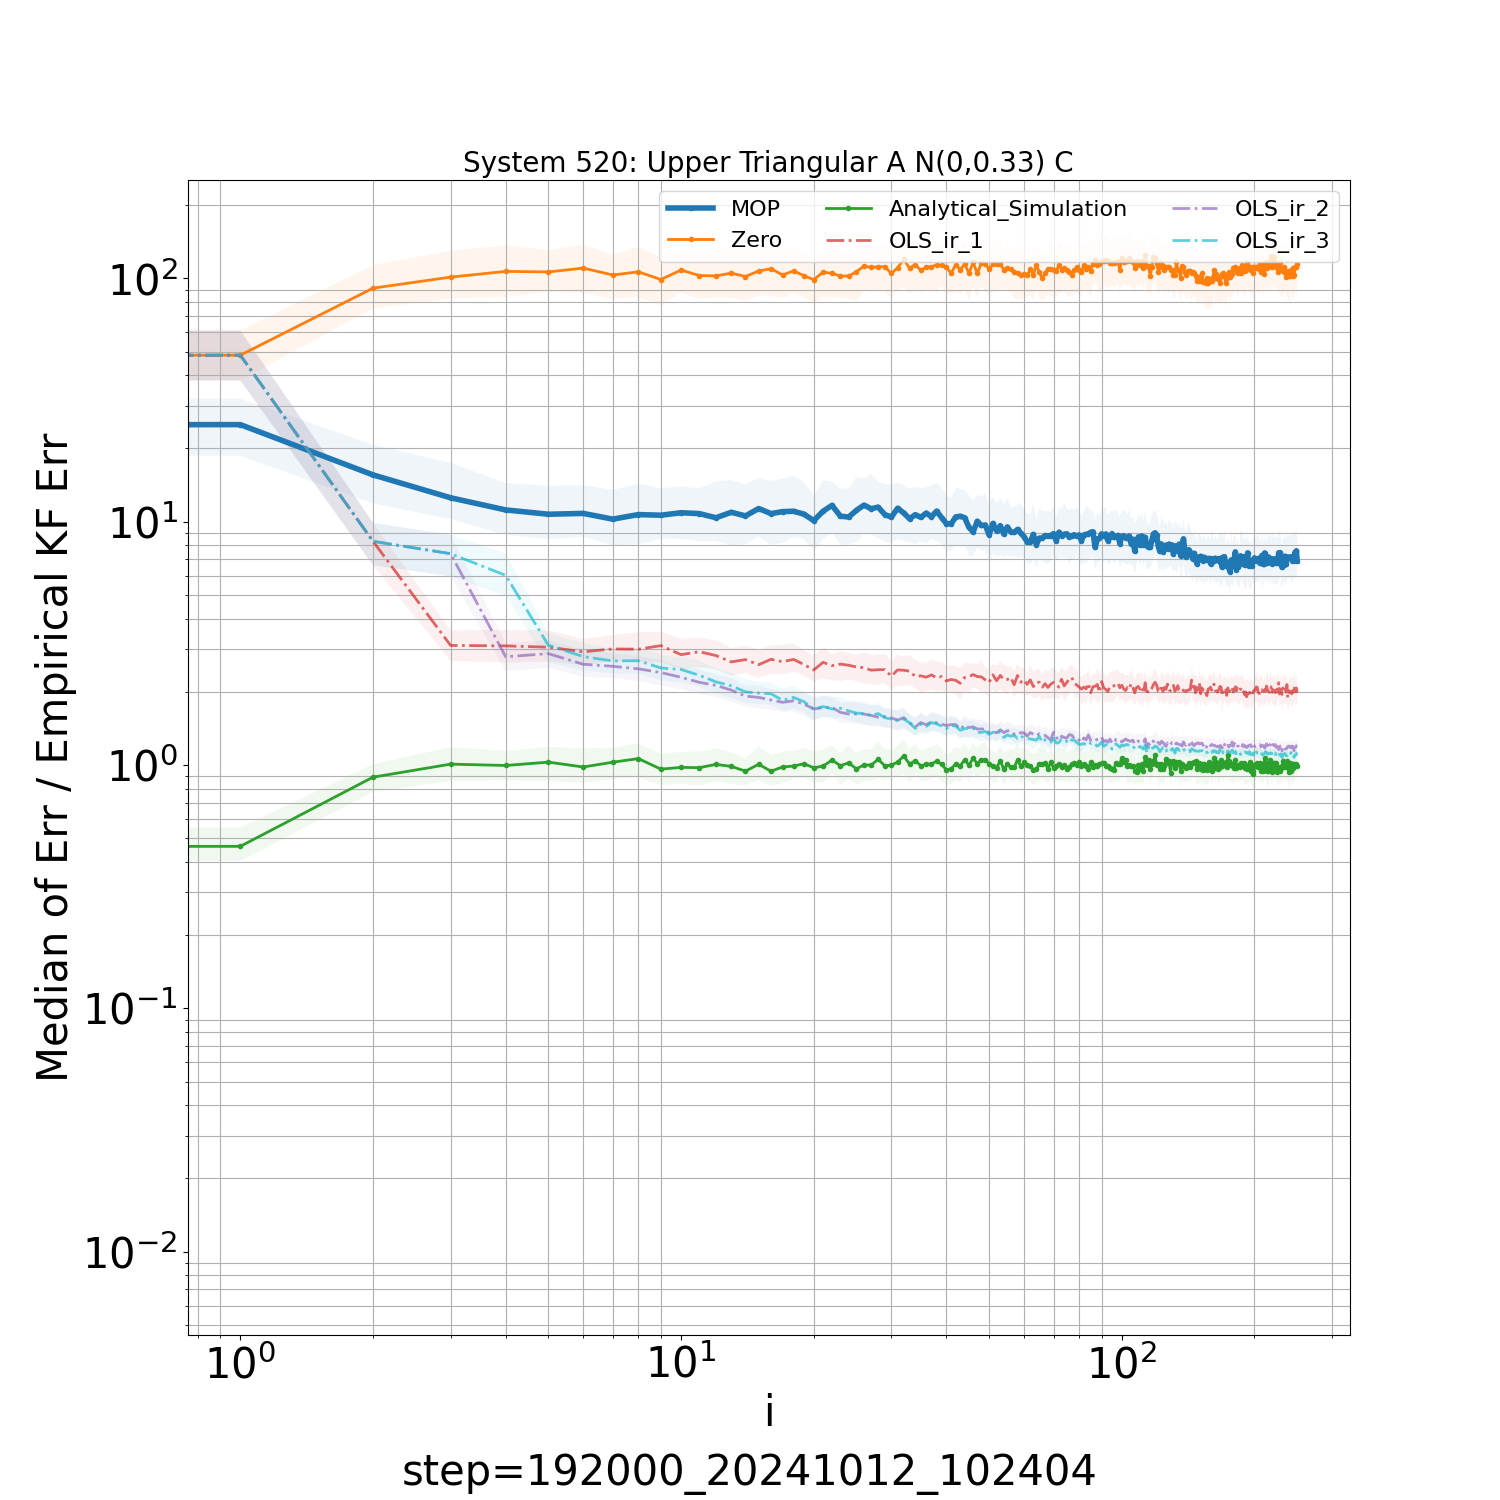 System 520: Upper Triangular A N(0,0.33) C
MOP
Zero
Analytical_Simulation
OLS_ir_1
OLS_ir_2
OLS_ir_3
Median of Err / Empirical KF Err
10²
10¹
10⁰
10⁻¹
10⁻²
10⁰ 10¹ 10²
i
step=192000_20241012_102404